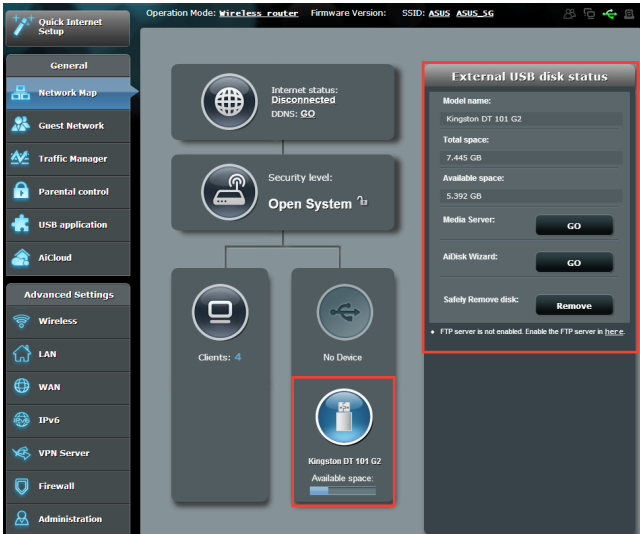 Operation Mode: Wireless router Firmware Version: SSID: ASUS ASUS_5G
Quick Internet
Setup
General
Network Map
Guest Network
Traffic Manager
Parental control
USB application
AiCloud
Advanced Settings
Wireless
LAN
WAN
IPv6
VPN Server
Firewall
Administration
Internet status:
Disconnected
DDNS: GO
Security level:
Open System
Clients: 4
No Device
Kingston DT 101 G2
Available space:
External USB disk status
Model name:
Kingston DT 101 G2
Total space:
7.445 GB
Available space:
5.392 GB
Media Server: GO
AiDisk Wizard: GO
Safely Remove disk: Remove
• FTP server is not enabled. Enable the FTP server in here.